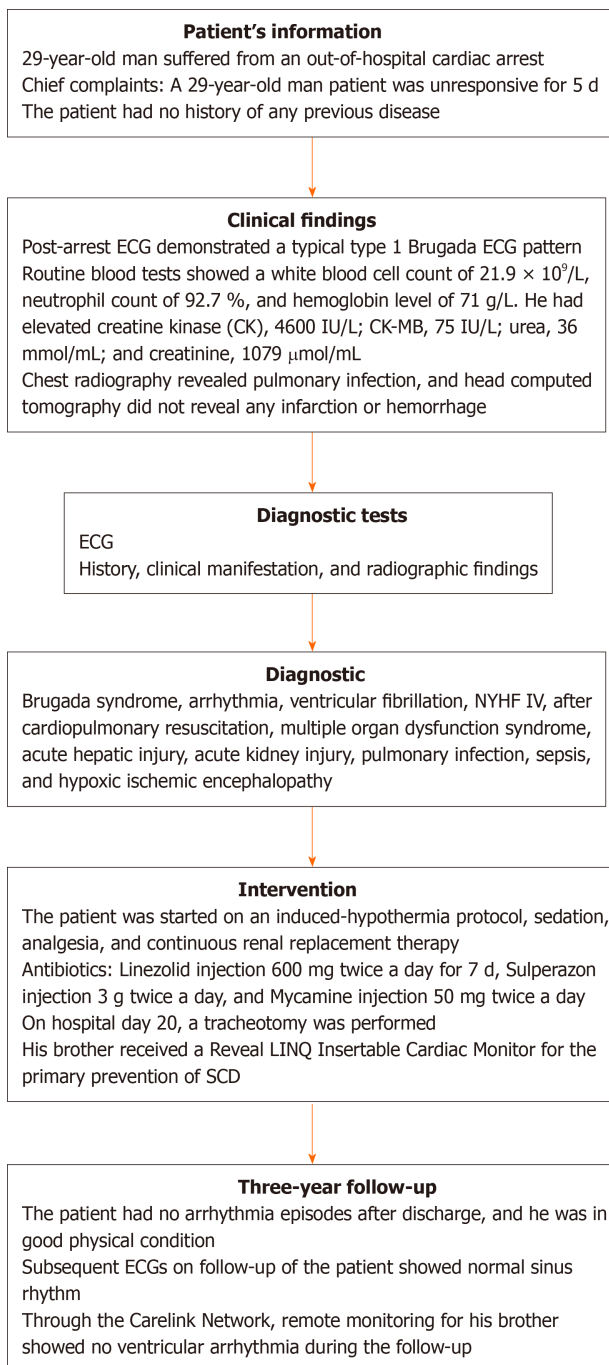 Patient’s information
29-year-old man suffered from an out-of-hospital cardiac arrest
Chief complaints: A 29-year-old man patient was unresponsive for 5 d
The patient had no history of any previous disease
Clinical findings
Post-arrest ECG demonstrated a typical type 1 Brugada ECG pattern
Routine blood tests showed a white blood cell count of 21.9 × 10⁹/L,
neutrophil count of 92.7 %, and hemoglobin level of 71 g/L. He had
elevated creatine kinase (CK), 4600 IU/L; CK-MB, 75 IU/L; urea, 36
mmol/mL; and creatinine, 1079 μmol/mL
Chest radiography revealed pulmonary infection, and head computed
tomography did not reveal any infarction or hemorrhage
Diagnostic tests
ECG
History, clinical manifestation, and radiographic findings
Diagnostic
Brugada syndrome, arrhythmia, ventricular fibrillation, NYHF IV, after
cardiopulmonary resuscitation, multiple organ dysfunction syndrome,
acute hepatic injury, acute kidney injury, pulmonary infection, sepsis,
and hypoxic ischemic encephalopathy
Intervention
The patient was started on an induced-hypothermia protocol, sedation,
analgesia, and continuous renal replacement therapy
Antibiotics: Linezolid injection 600 mg twice a day for 7 d, Sulperazon
injection 3 g twice a day, and Mycamine injection 50 mg twice a day
On hospital day 20, a tracheotomy was performed
His brother received a Reveal LINQ Insertable Cardiac Monitor for the
primary prevention of SCD
Three-year follow-up
The patient had no arrhythmia episodes after discharge, and he was in
good physical condition
Subsequent ECGs on follow-up of the patient showed normal sinus
rhythm
Through the Carelink Network, remote monitoring for his brother
showed no ventricular arrhythmia during the follow-up